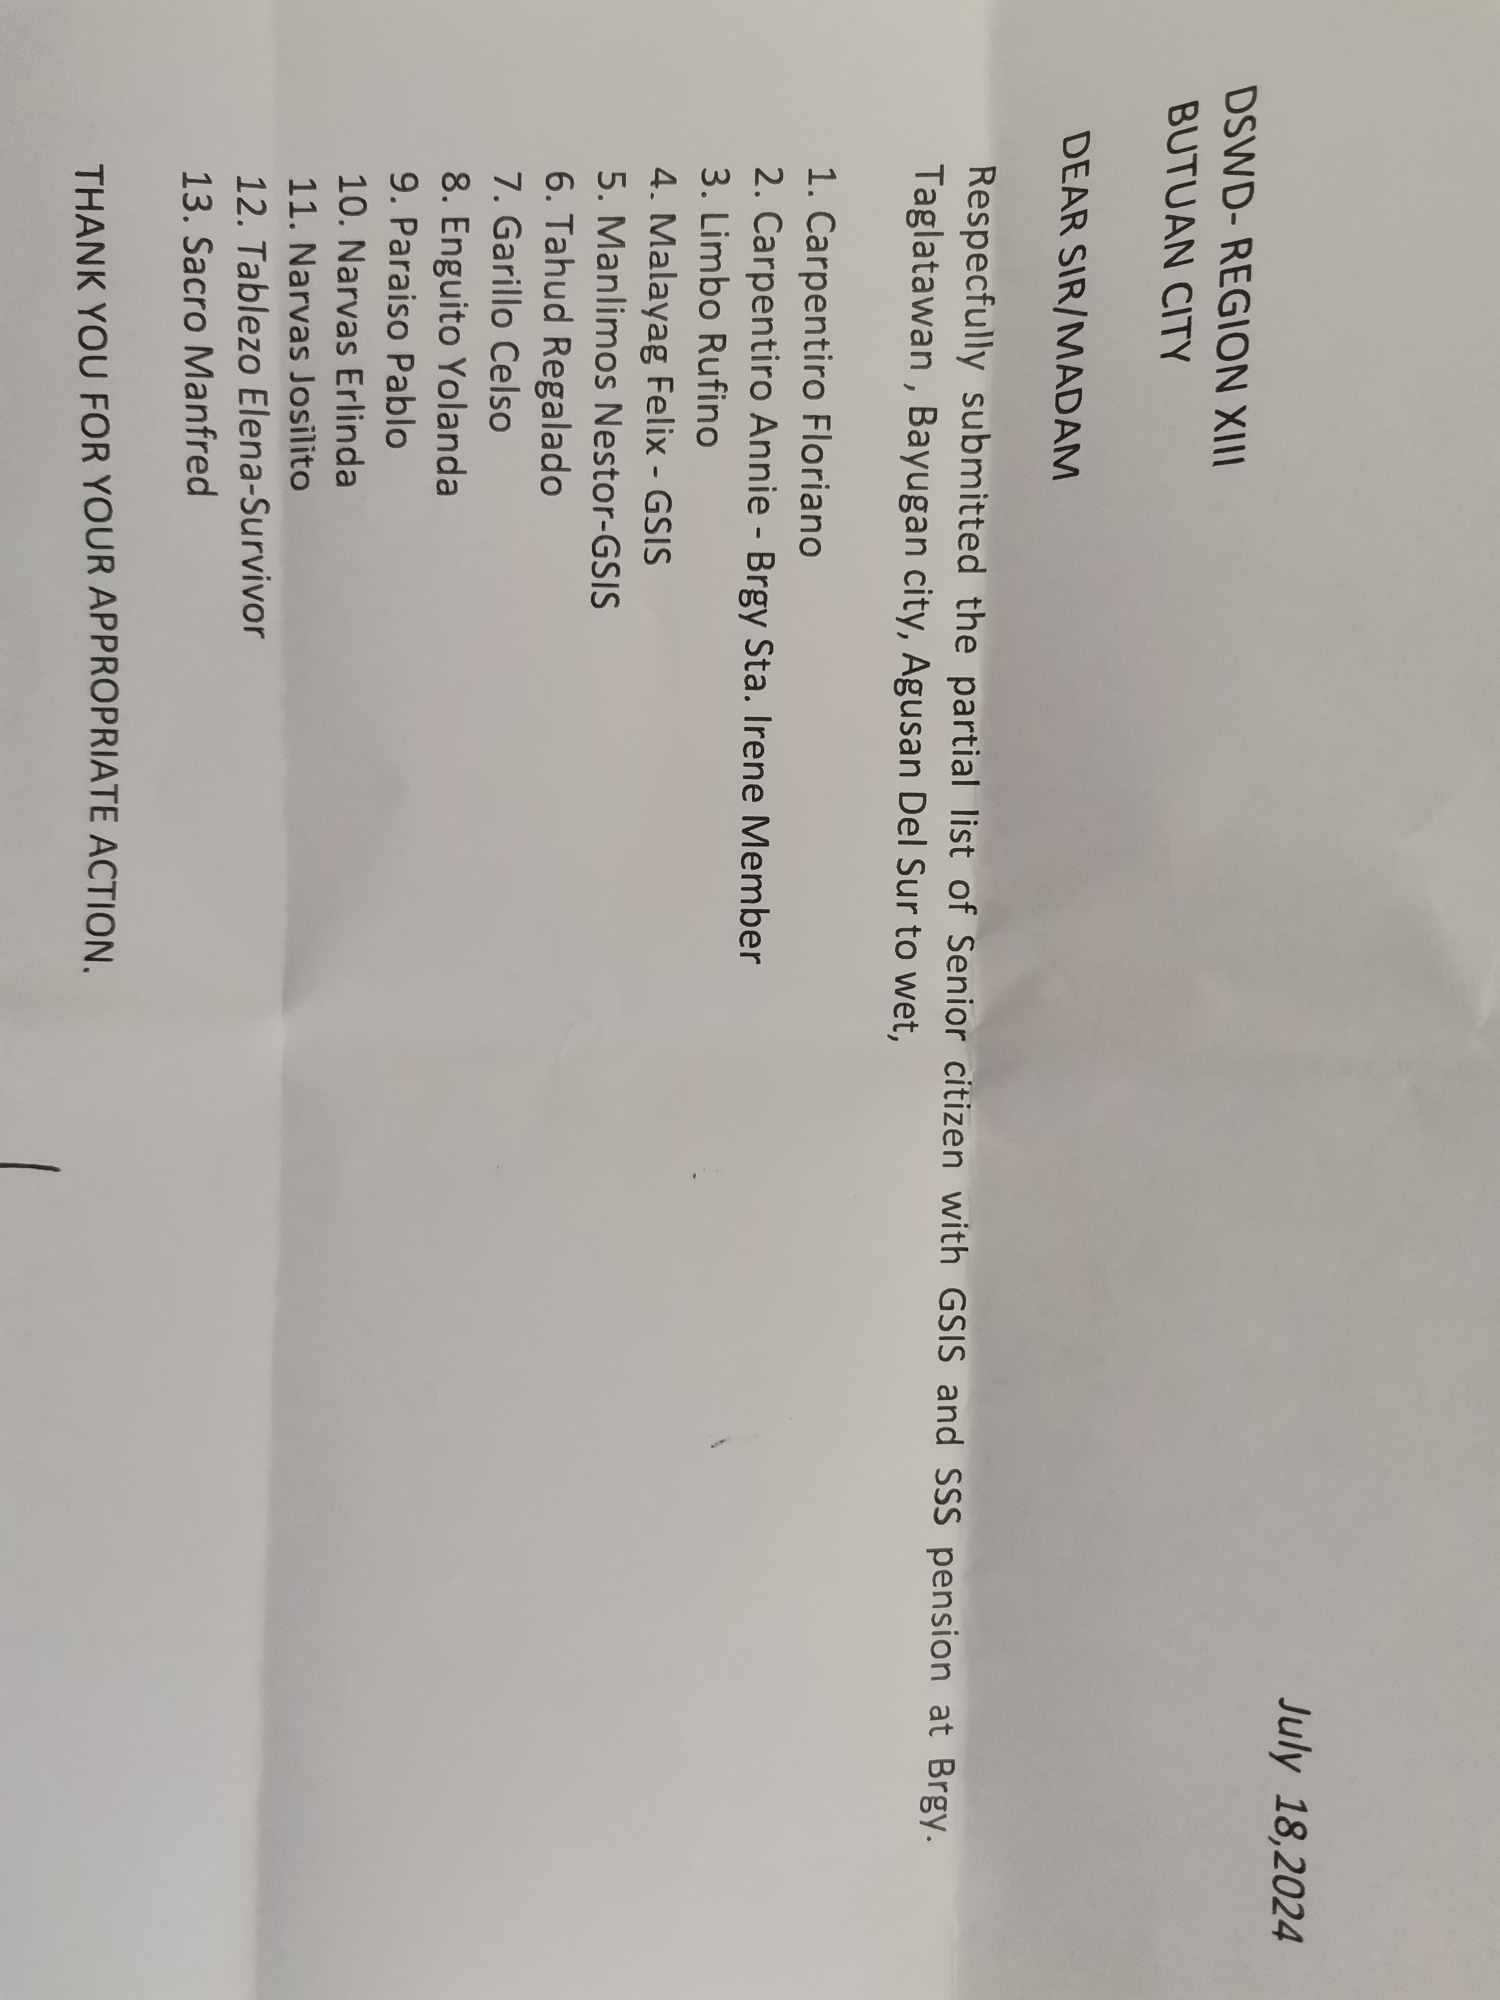 July 18,2024
DSWD- REGION XIII
BUTUAN CITY
DEAR SIR/MADAM
Respecfully submitted the partial list of Senior citizen with GSIS and SSS pension at Brgy.
Taglatawan , Bayugan city, Agusan Del Sur to wet,
1. Carpentiro Floriano
2. Carpentiro Annie - Brgy Sta. Irene Member
3. Limbo Rufino
4. Malayag Felix - GSIS
5. Manlimos Nestor-GSIS
6. Tahud Regalado
7. Garillo Celso
8. Enguito Yolanda
9. Paraiso Pablo
10. Narvas Erlinda
11. Narvas Josilito
12. Tablezo Elena-Survivor
13. Sacro Manfred
THANK YOU FOR YOUR APPROPRIATE ACTION.